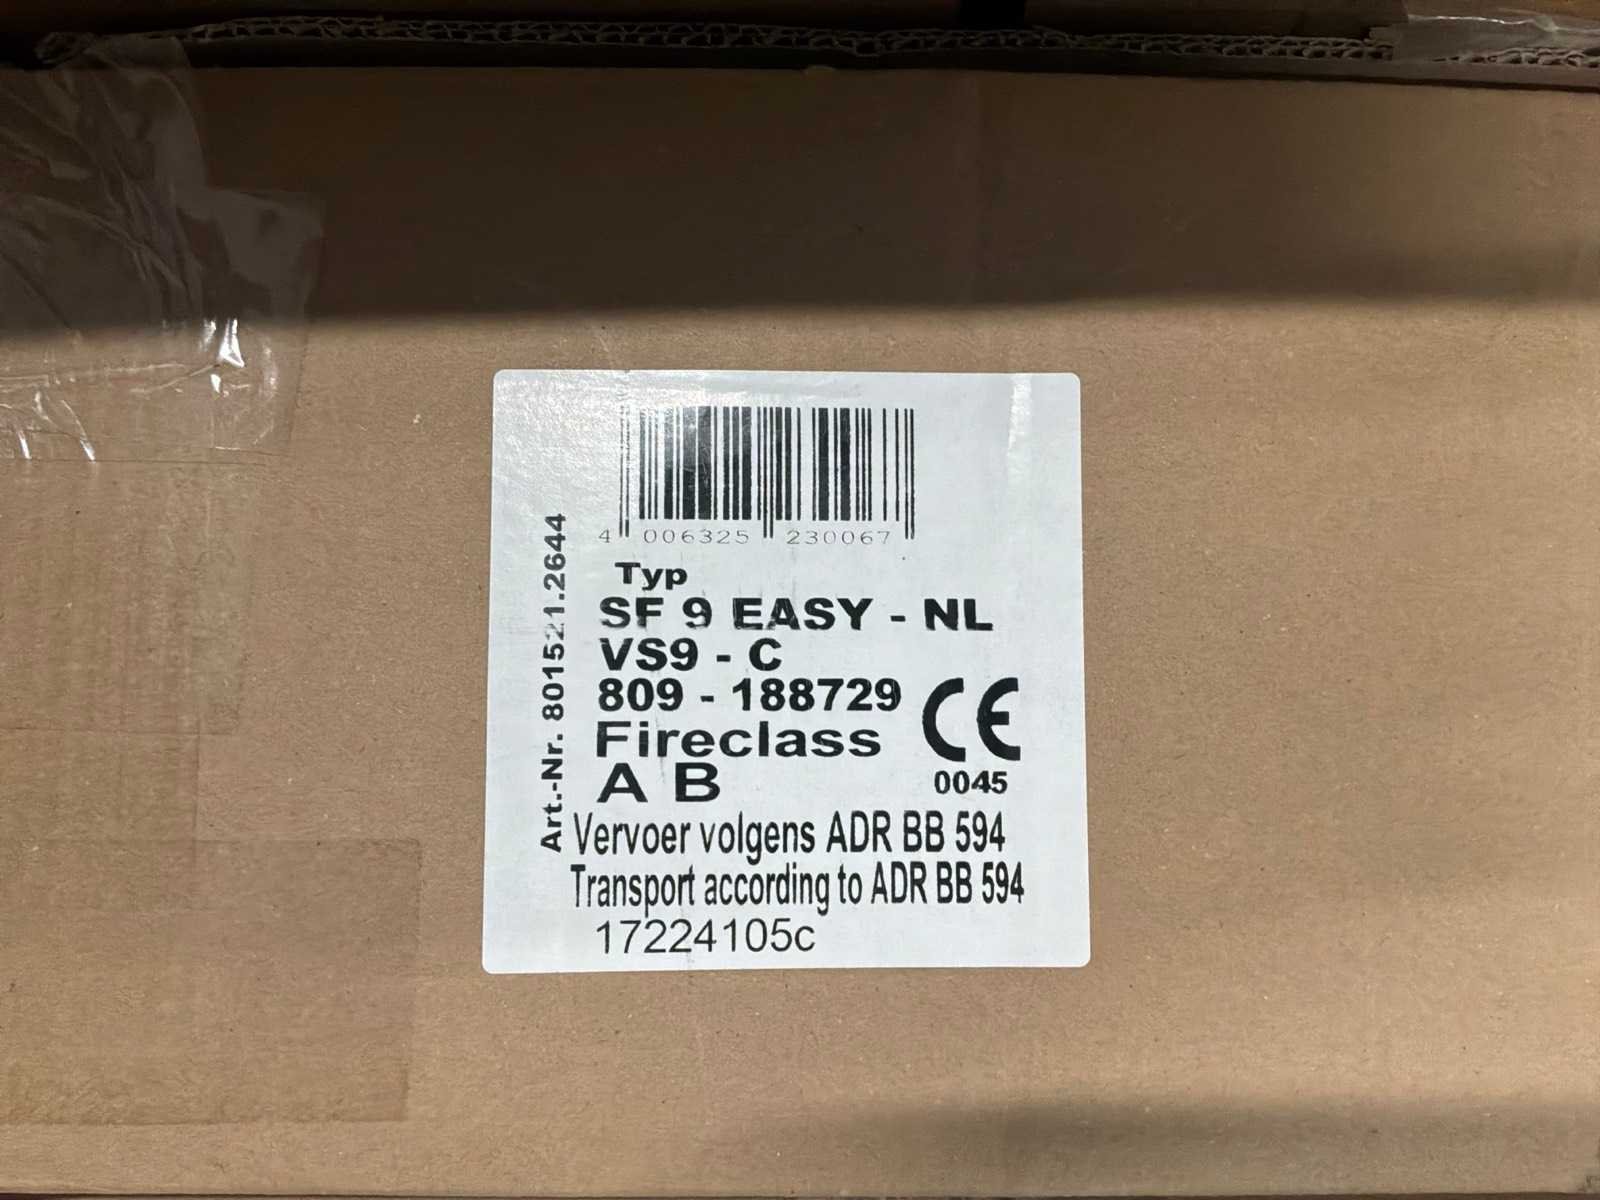 4 006325 230067
Art.-Nr. 801521.2644
Typ
SF 9 EASY - NL
VS9 - C
809 - 188729
Fireclass
A B
CE
0045
Vervoer volgens ADR BB 594
Transport according to ADR BB 594
17224105c